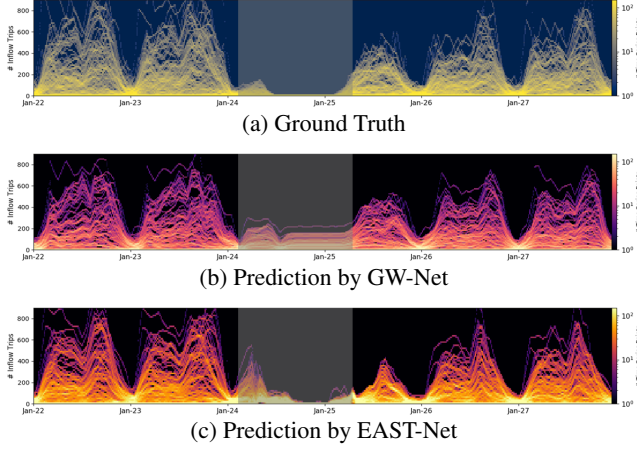 # Inflow Trips
800
600
400
200
0
10²
10¹
10⁰
Jan-22 Jan-23 Jan-24 Jan-25 Jan-26 Jan-27
(a) Ground Truth
# Inflow Trips
800
600
400
200
0
10²
10¹
10⁰
Jan-22 Jan-23 Jan-24 Jan-25 Jan-26 Jan-27
(b) Prediction by GW-Net
# Inflow Trips
800
600
400
200
0
10²
10¹
10⁰
Jan-22 Jan-23 Jan-24 Jan-25 Jan-26 Jan-27
(c) Prediction by EAST-Net